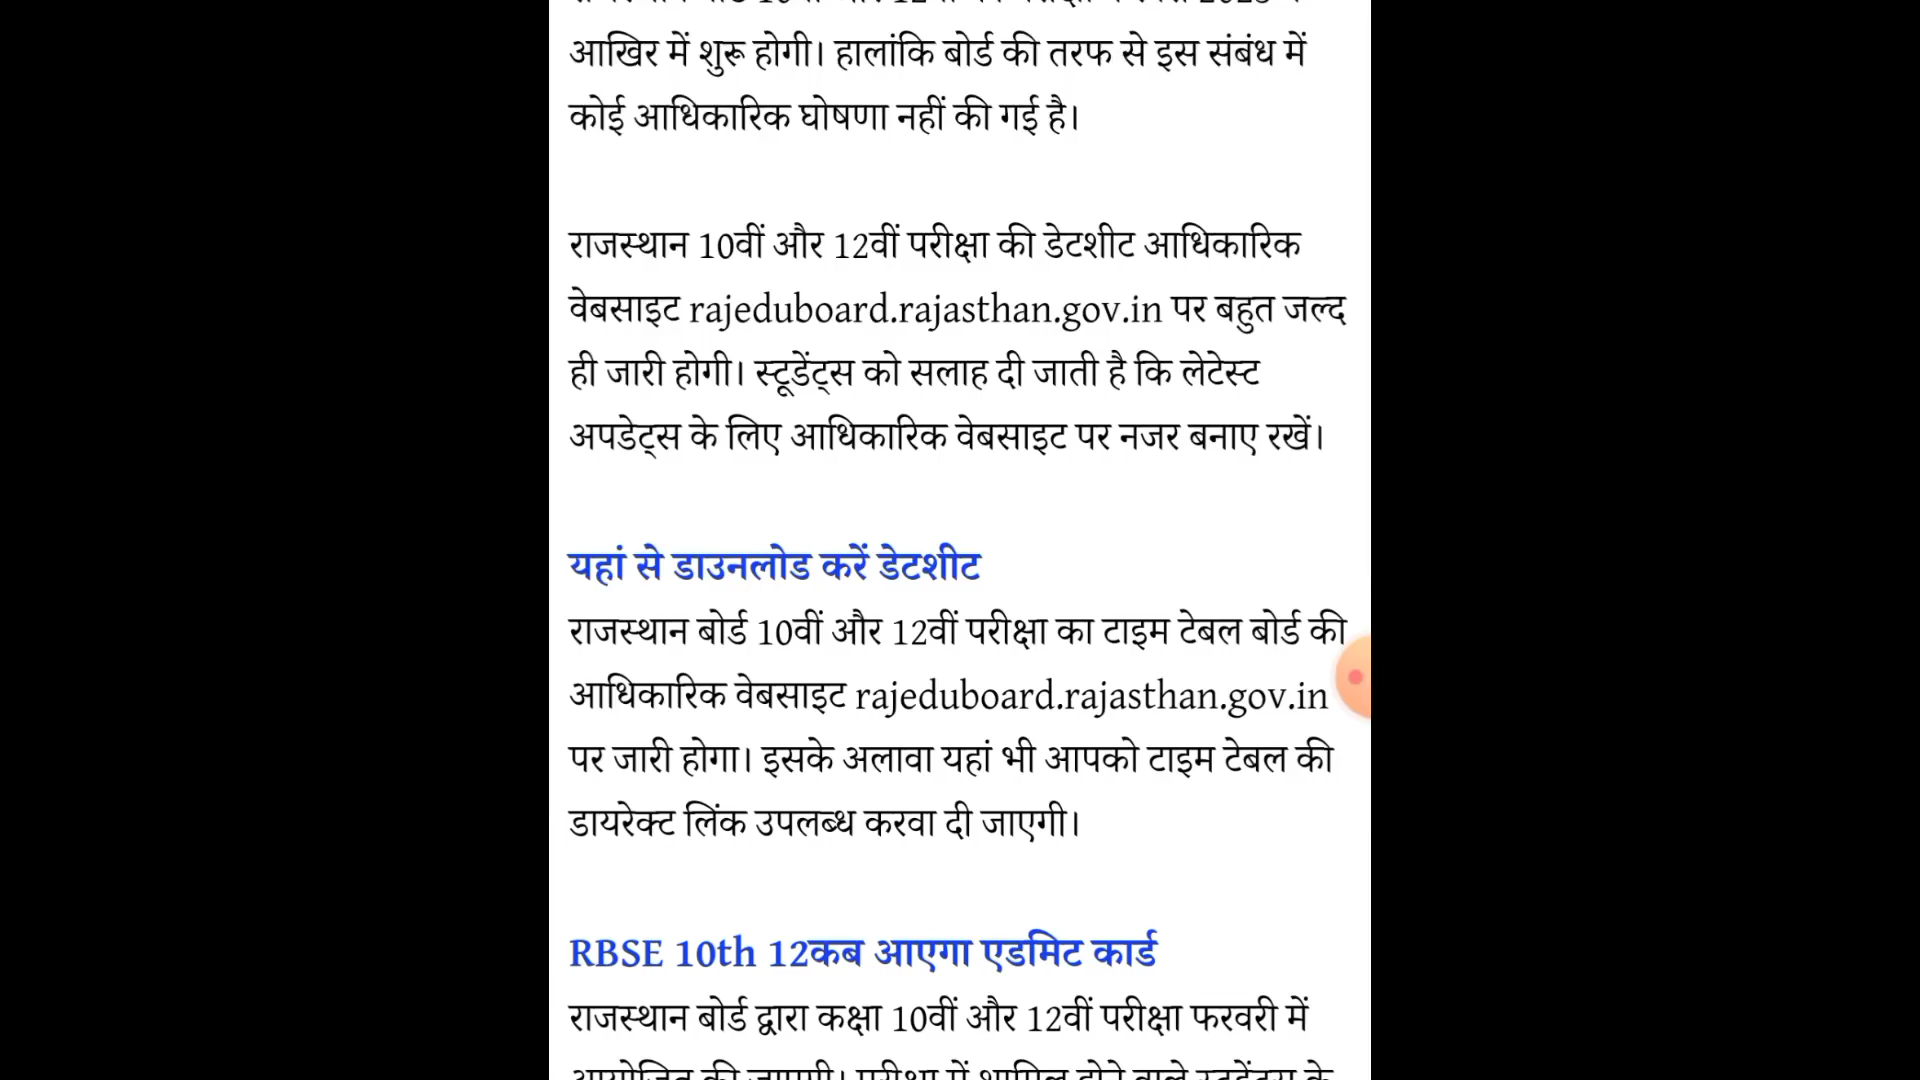 आखिर में शुरू होगी। हालांकि बोर्ड की तरफ से इस संबंध में
कोई आधिकारिक घोषणा नहीं की गई है।
राजस्थान 10वीं और 12वीं परीक्षा की डेटशीट आधिकारिक
वेबसाइट rajeduboard.rajasthan.gov.in पर बहुत जल्द
ही जारी होगी। स्टूडेंट्स को सलाह दी जाती है कि लेटेस्ट
अपडेट्स के लिए आधिकारिक वेबसाइट पर नजर बनाए रखें।
यहां से डाउनलोड करें डेटशीट
राजस्थान बोर्ड 10वीं और 12वीं परीक्षा का टाइम टेबल बोर्ड की
आधिकारिक वेबसाइट rajeduboard.rajasthan.gov.in
पर जारी होगा। इसके अलावा यहां भी आपको टाइम टेबल की
डायरेक्ट लिंक उपलब्ध करवा दी जाएगी।
RBSE 10th 12कब आएगा एडमिट कार्ड
राजस्थान बोर्ड द्वारा कक्षा 10वीं और 12वीं परीक्षा फरवरी में
आयोजित की जाएगी। परीक्षा में शामिल होने वाले स्टूडेंट्स के